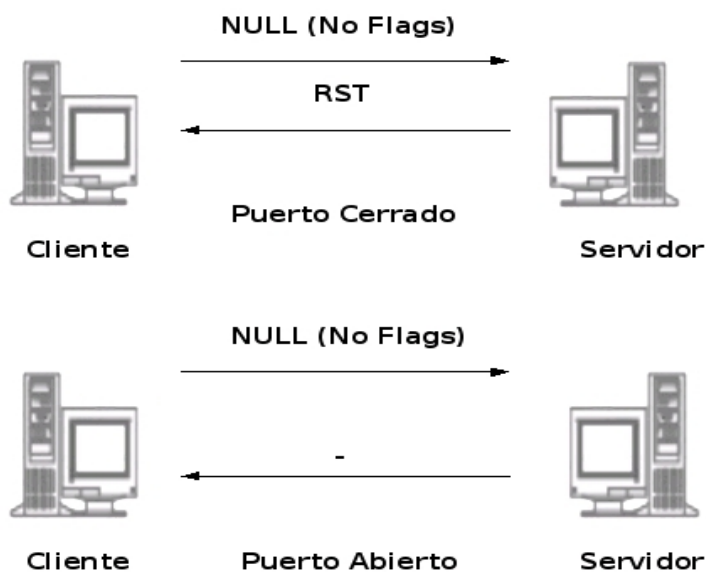 NULL (No Flags)
RST
Puerto Cerrado
Cliente
Servidor
NULL (No Flags)
-
Cliente
Puerto Abierto
Servidor